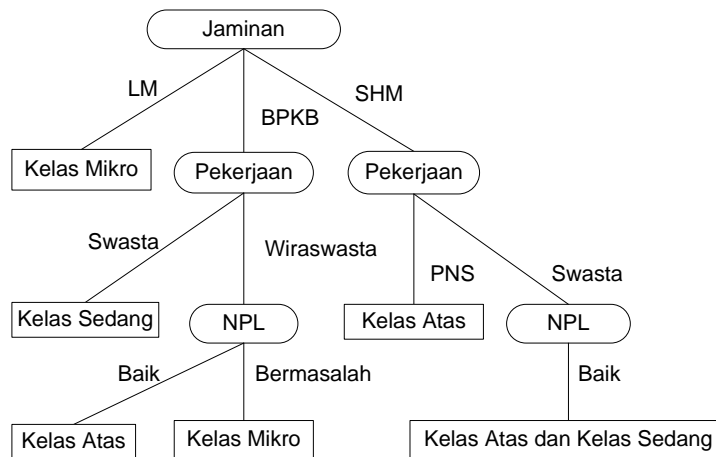 Jaminan
LM
BPKB
SHM
Kelas Mikro
Pekerjaan
Pekerjaan
Swasta
Wiraswasta
PNS
Swasta
Kelas Sedang
NPL
Kelas Atas
NPL
Baik
Bermasalah
Baik
Kelas Atas
Kelas Mikro
Kelas Atas dan Kelas Sedang